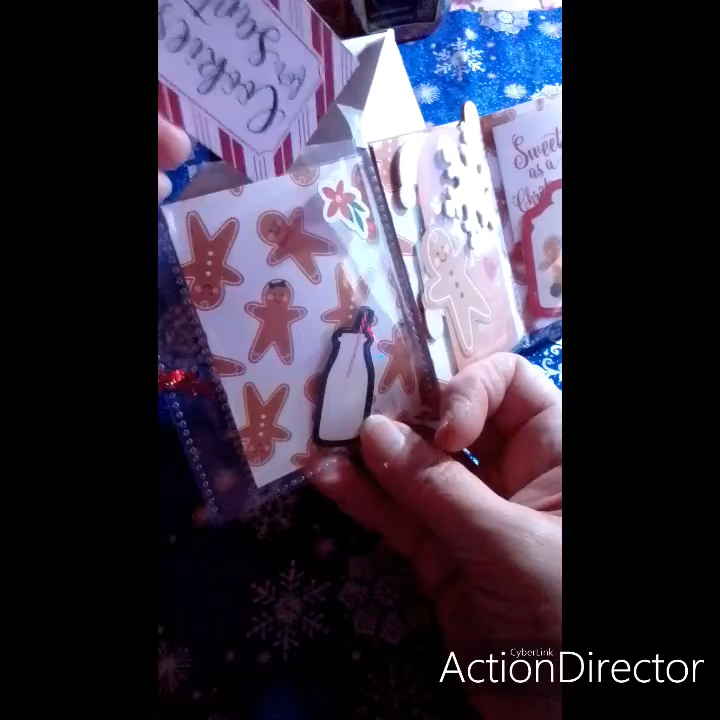 Cookies
for Santa
Sweet
as a
CyberLink
ActionDirector